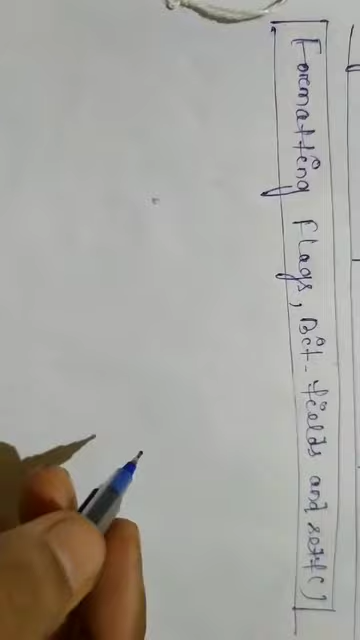 Formatting Flags, Bit-fields and setf()